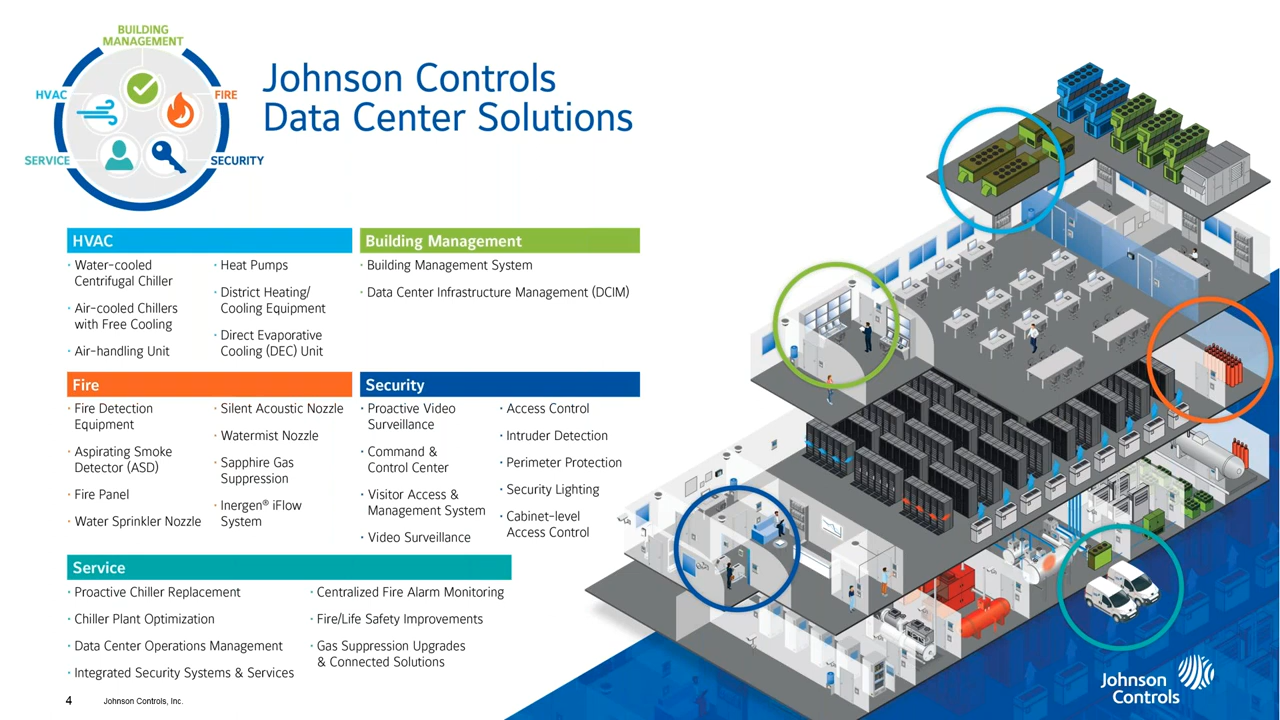 BUILDING
MANAGEMENT
HVAC
FIRE
SERVICE
SECURITY
Johnson Controls
Data Center Solutions
HVAC
· Water-cooled
Centrifugal Chiller
· Air-cooled Chillers
with Free Cooling
· Air-handling Unit
· Heat Pumps
· District Heating/
Cooling Equipment
· Direct Evaporative
Cooling (DEC) Unit
Building Management
· Building Management System
· Data Center Infrastructure Management (DCIM)
Fire
· Fire Detection
Equipment
· Aspirating Smoke
Detector (ASD)
· Fire Panel
· Water Sprinkler Nozzle
· Silent Acoustic Nozzle
· Watermist Nozzle
· Sapphire Gas
Suppression
· Inergen® iFlow
System
Security
· Proactive Video
Surveillance
· Command &
Control Center
· Visitor Access &
Management System
· Video Surveillance
· Access Control
· Intruder Detection
· Perimeter Protection
· Security Lighting
· Cabinet-level
Access Control
Service
· Proactive Chiller Replacement
· Chiller Plant Optimization
· Data Center Operations Management
· Integrated Security Systems & Services
· Centralized Fire Alarm Monitoring
· Fire/Life Safety Improvements
· Gas Suppression Upgrades
& Connected Solutions
4 Johnson Controls, Inc.
Johnson
Controls